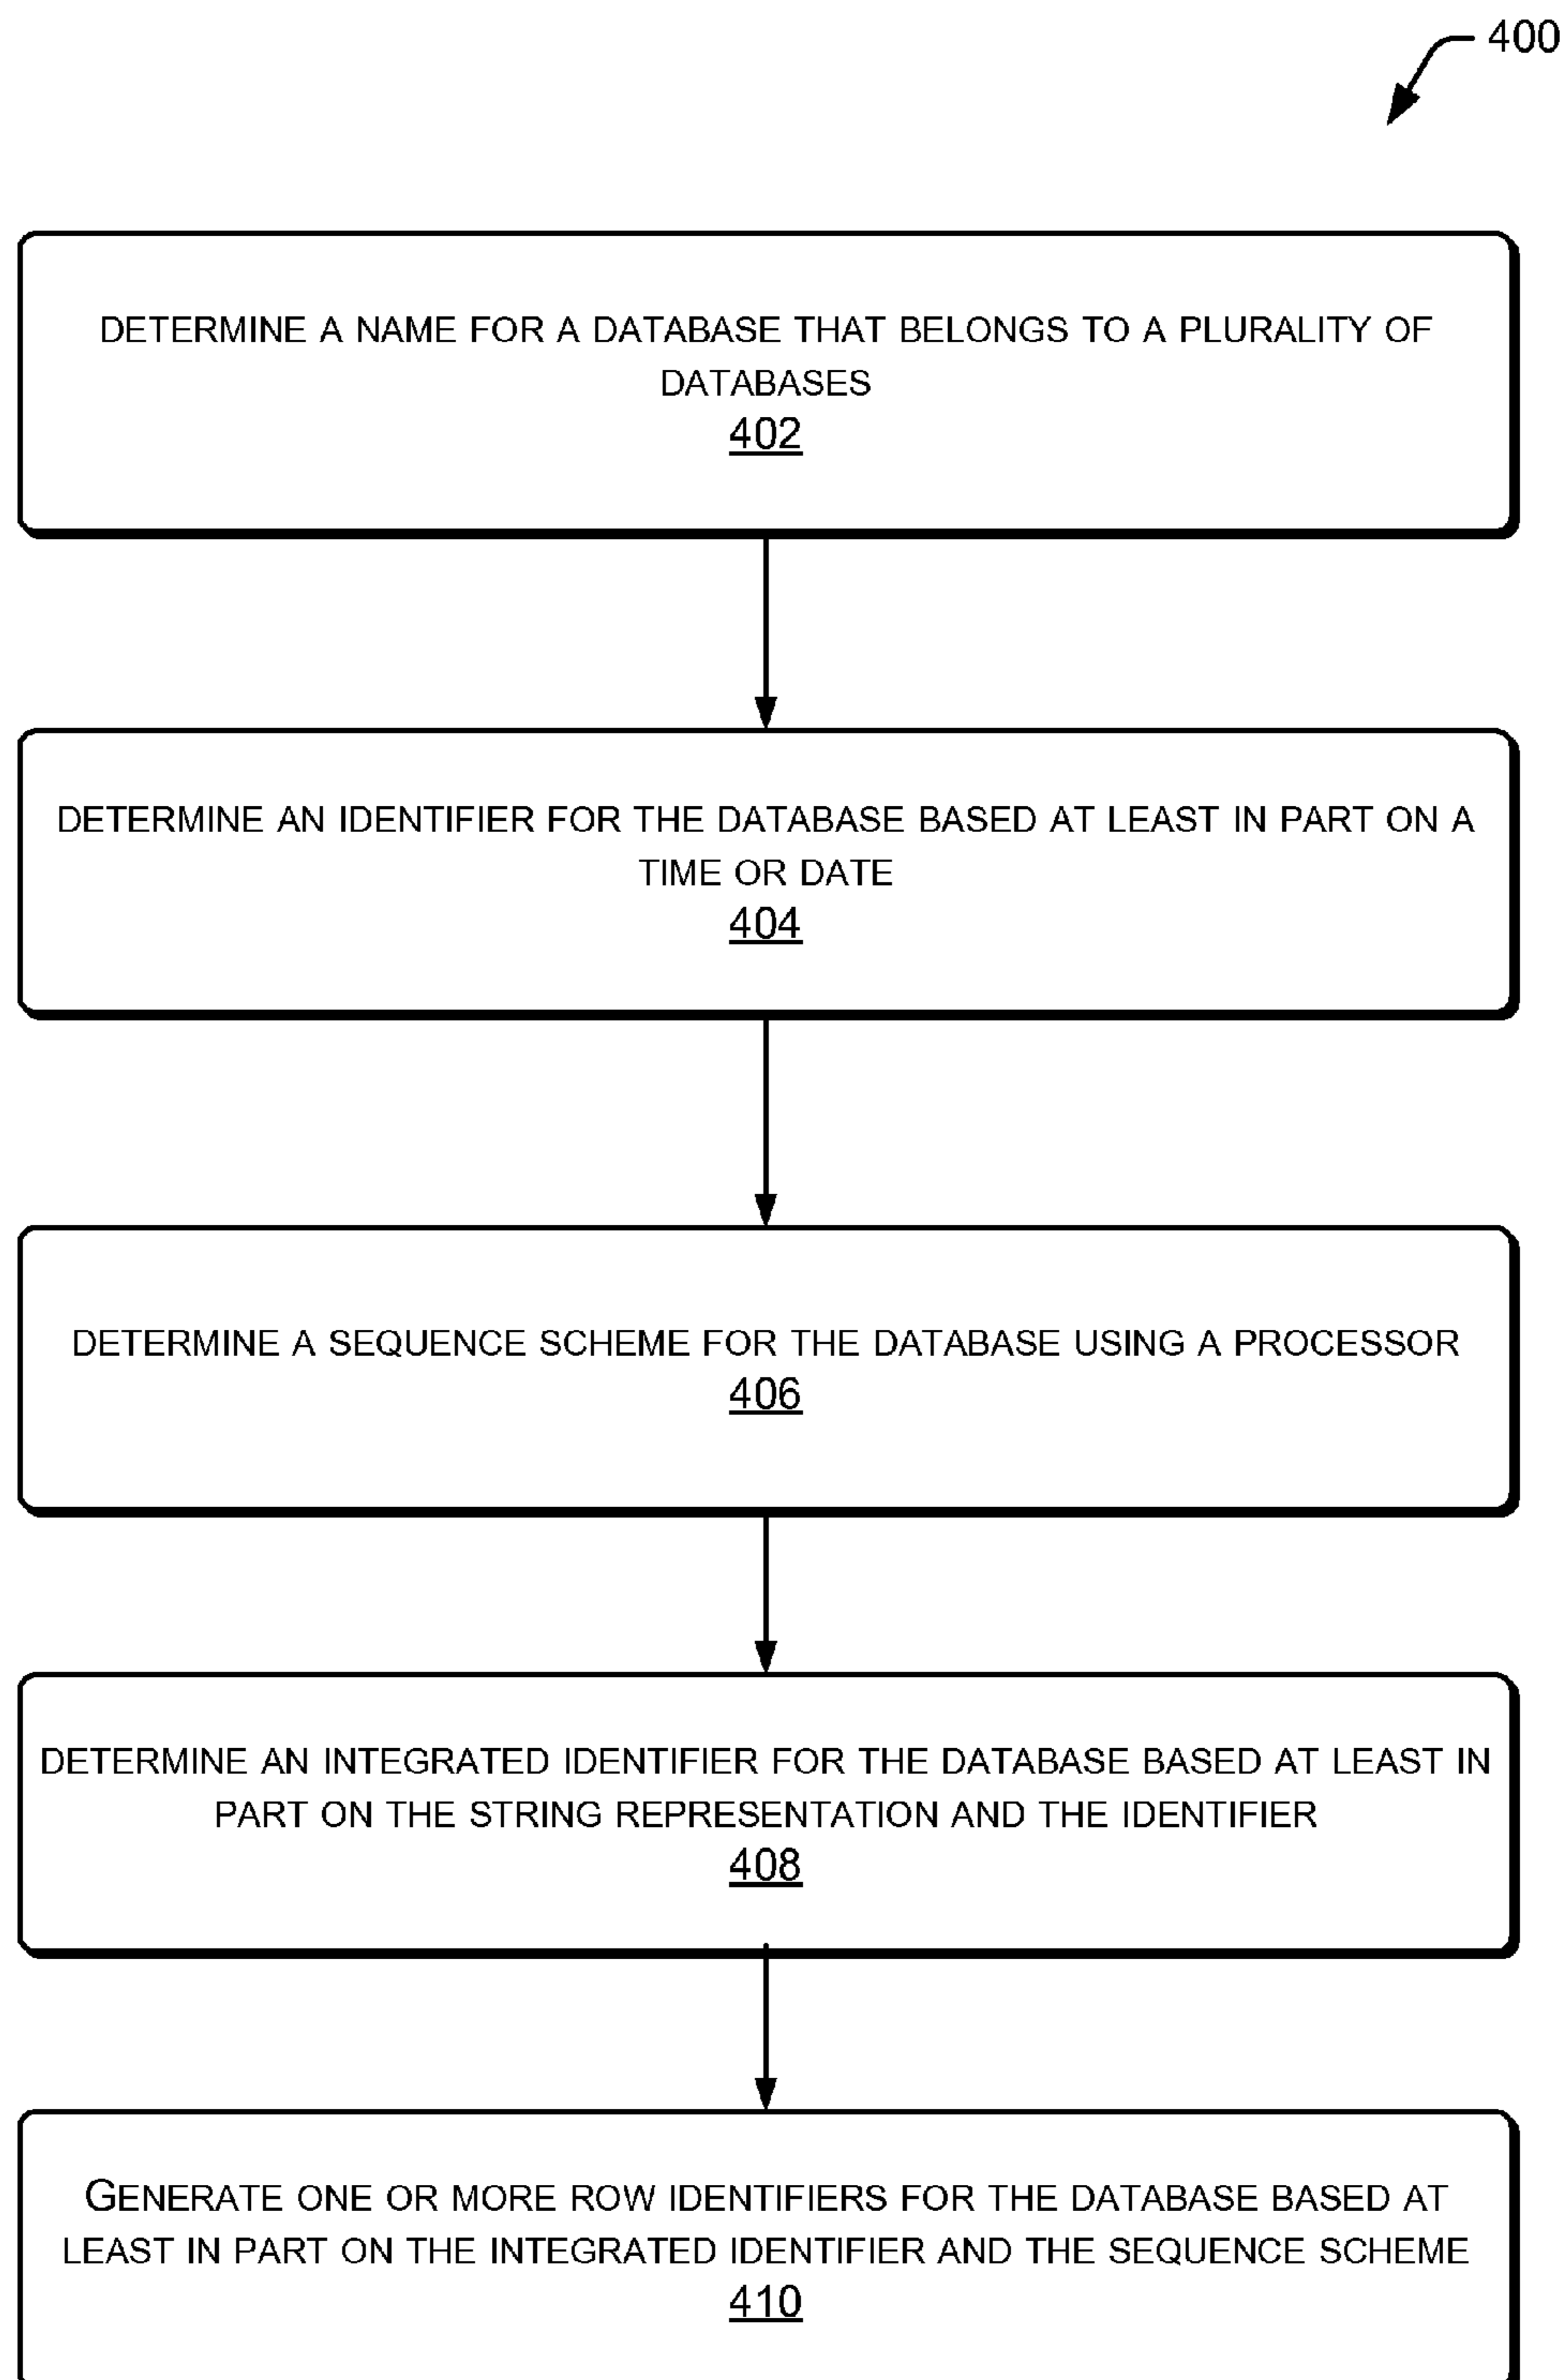 400
DETERMINE A NAME FOR A DATABASE THAT BELONGS TO A PLURALITY OF
DATABASES
402
DETERMINE AN IDENTIFIER FOR THE DATABASE BASED AT LEAST IN PART ON A
TIME OR DATE
404
DETERMINE A SEQUENCE SCHEME FOR THE DATABASE USING A PROCESSOR
406
DETERMINE AN INTEGRATED IDENTIFIER FOR THE DATABASE BASED AT LEAST IN
PART ON THE STRING REPRESENTATION AND THE IDENTIFIER
408
GENERATE ONE OR MORE ROW IDENTIFIERS FOR THE DATABASE BASED AT
LEAST IN PART ON THE INTEGRATED IDENTIFIER AND THE SEQUENCE SCHEME
410